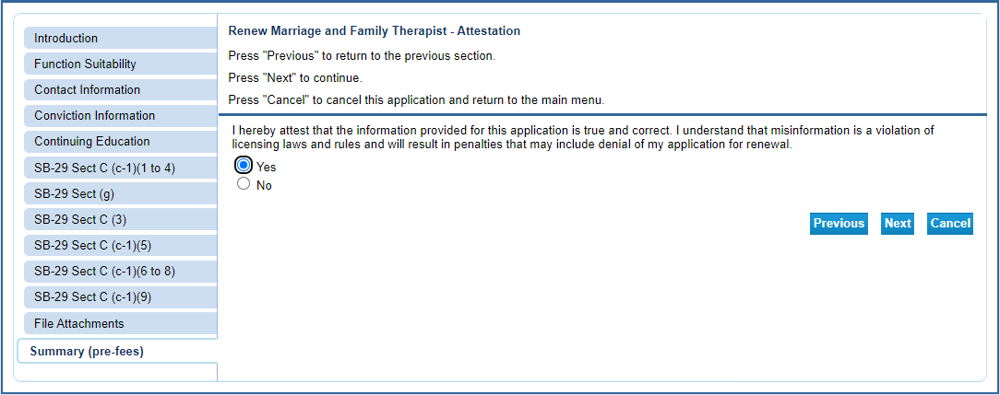 Introduction
Function Suitability
Contact Information
Conviction Information
Continuing Education
SB-29 Sect C (c-1)(1 to 4)
SB-29 Sect (g)
SB-29 Sect C (3)
SB-29 Sect C (c-1)(5)
SB-29 Sect C (c-1)(6 to 8)
SB-29 Sect C (c-1)(9)
File Attachments
Summary (pre-fees)
Renew Marriage and Family Therapist - Attestation
Press "Previous" to return to the previous section.
Press "Next" to continue.
Press "Cancel" to cancel this application and return to the main menu.
I hereby attest that the information provided for this application is true and correct. I understand that misinformation is a violation of
licensing laws and rules and will result in penalties that may include denial of my application for renewal.
Yes
No
Previous Next Cancel